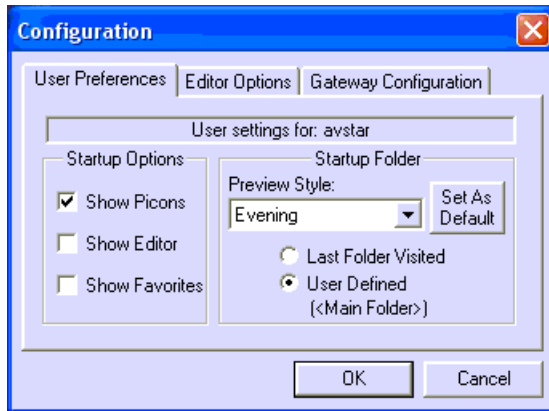 Configuration
User Preferences
Editor Options
Gateway Configuration
User settings for: avstar
Startup Options
Show Picons
Show Editor
Show Favorites
Startup Folder
Preview Style:
Evening
Set As
Default
Last Folder Visited
User Defined
(<Main Folder>)
OK
Cancel